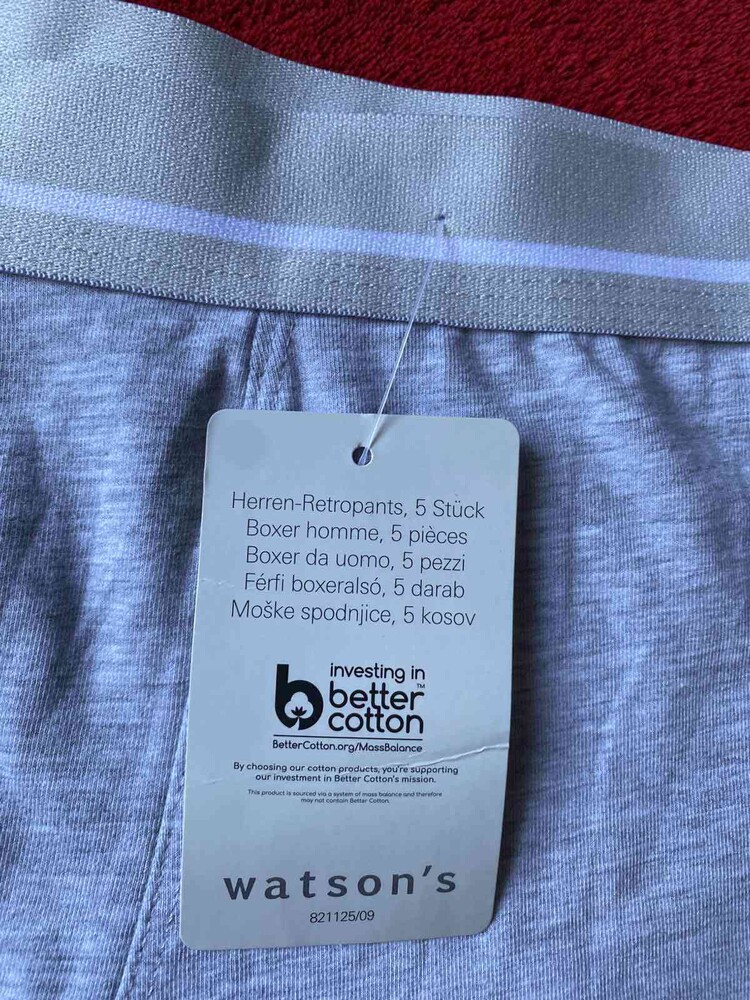 Herren-Retropants, 5 Stück
Boxer homme, 5 pièces
Boxer da uomo, 5 pezzi
Férfi boxeralsó, 5 darab
Moške spodnjice, 5 kosov
investing in
better™
cotton
BetterCotton.org/MassBalance
By choosing our cotton products, you're supporting
our investment in Better Cotton's mission.
This product is sourced via a system of mass balance and therefore
may not contain Better Cotton.
watson's
821125/09